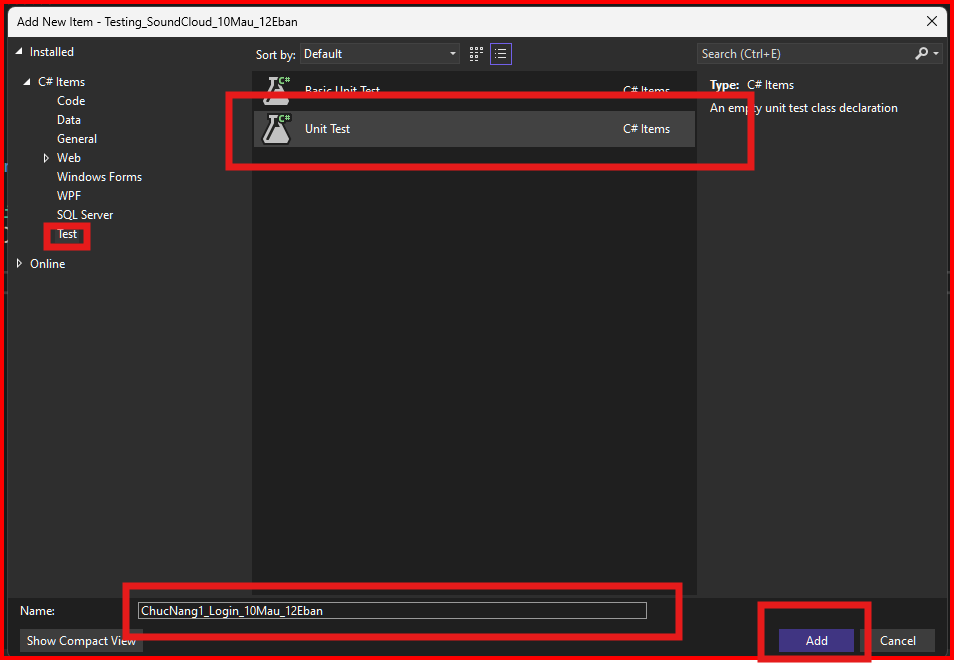 Add New Item - Testing_SoundCloud_10Mau_12Eban
Installed
Sort by: Default
Search (Ctrl+E)
C# Items
Code
Data
General
Web
Windows Forms
WPF
SQL Server
Test
Online
C#
Basic Unit Test
C# Items
C#
Unit Test
C# Items
Type: C# Items
An empty unit test class declaration
Name:
ChucNang1_Login_10Mau_12Eban
Show Compact View
Add
Cancel